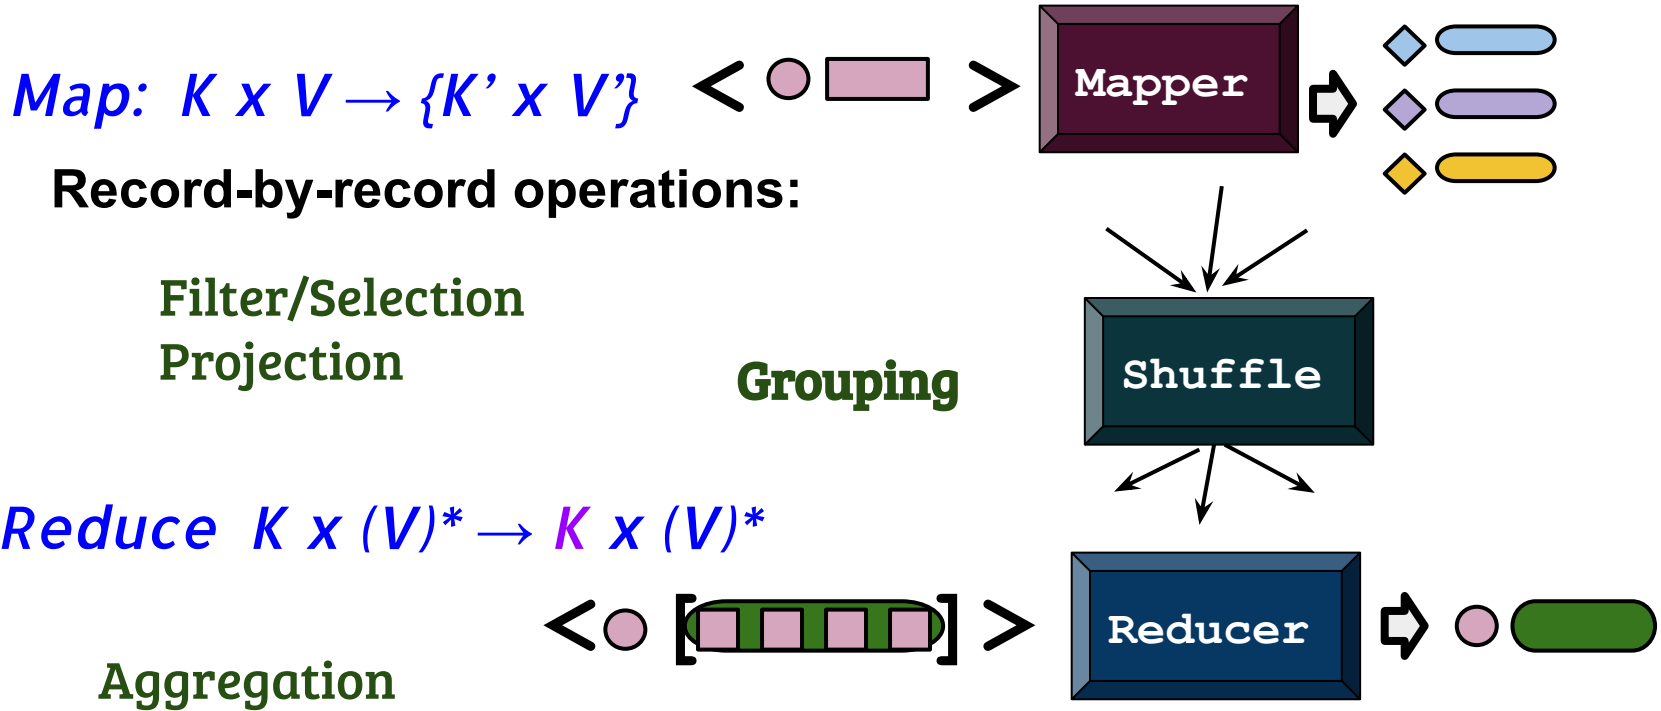 Map: K x V → {K’ x V’}
< > Mapper
Record-by-record operations:
Filter/Selection
Projection
Grouping
Shuffle
Reduce K x (V)* → K x (V)*
< [ ] > Reducer
Aggregation